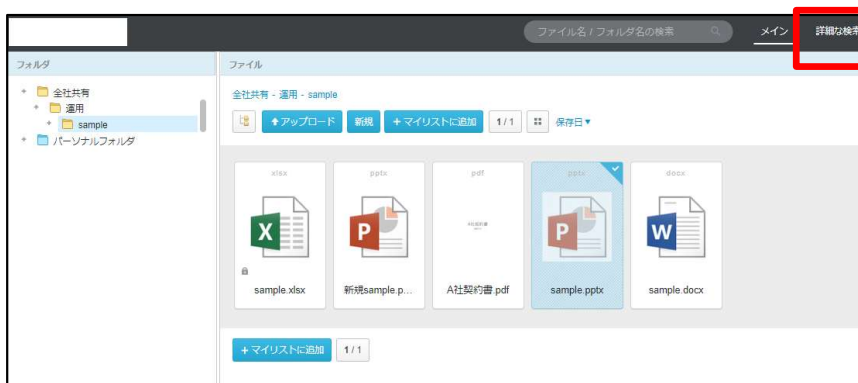 ファイル名 / フォルダ名の検索
メイン
詳細な検索
フォルダ
ファイル
全社共有
運用
sample
パーソナルフォルダ
全社共有 - 運用 - sample
アップロード
新規
+マイリストに追加
1 / 1
保存日▼
xlsx
pptx
pdf
pptx
docx
X
P
A社契約書
P
W
sample.xlsx
新規sample.p...
A社契約書.pdf
sample.pptx
sample.docx
+マイリストに追加
1 / 1